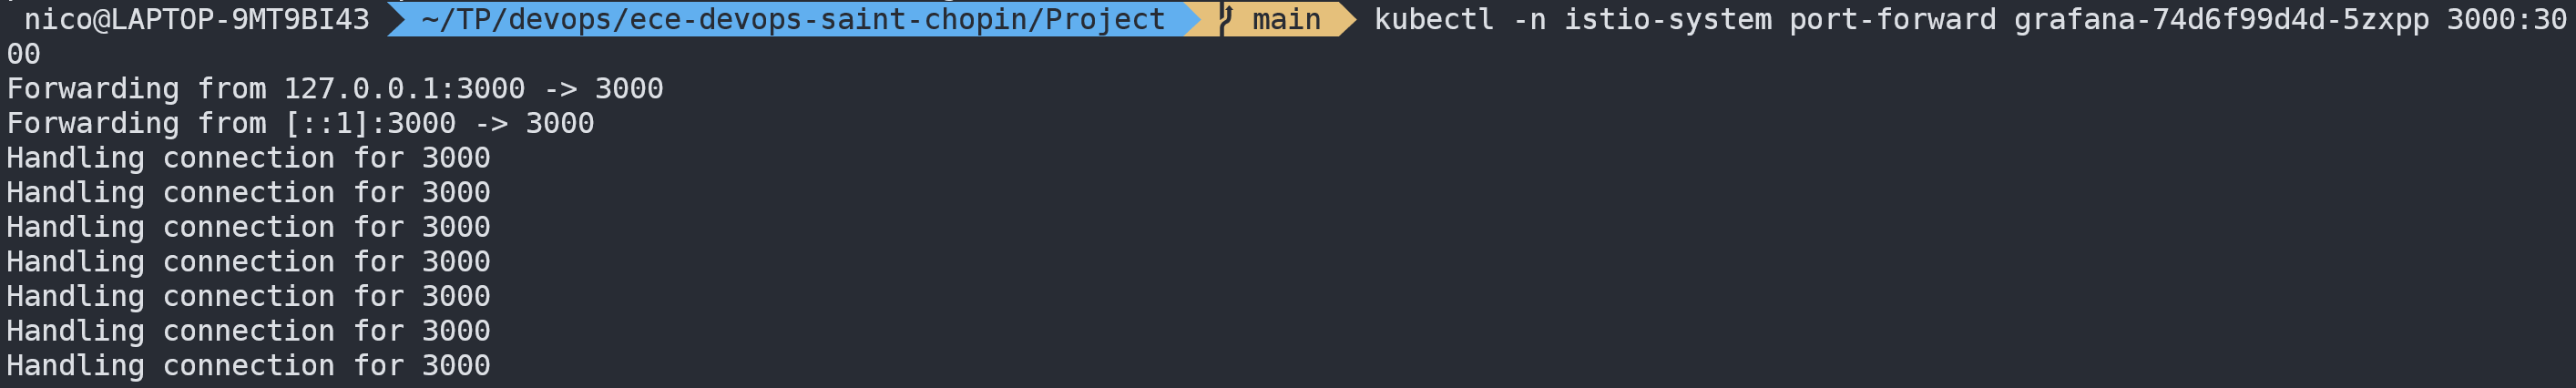 nico@LAPTOP-9MT9BI43 ~/TP/devops/ece-devops-saint-chopin/Project main kubectl -n istio-system port-forward grafana-74d6f99d4d-5zxpp 3000:30
00
Forwarding from 127.0.0.1:3000 -> 3000
Forwarding from [::1]:3000 -> 3000
Handling connection for 3000
Handling connection for 3000
Handling connection for 3000
Handling connection for 3000
Handling connection for 3000
Handling connection for 3000
Handling connection for 3000